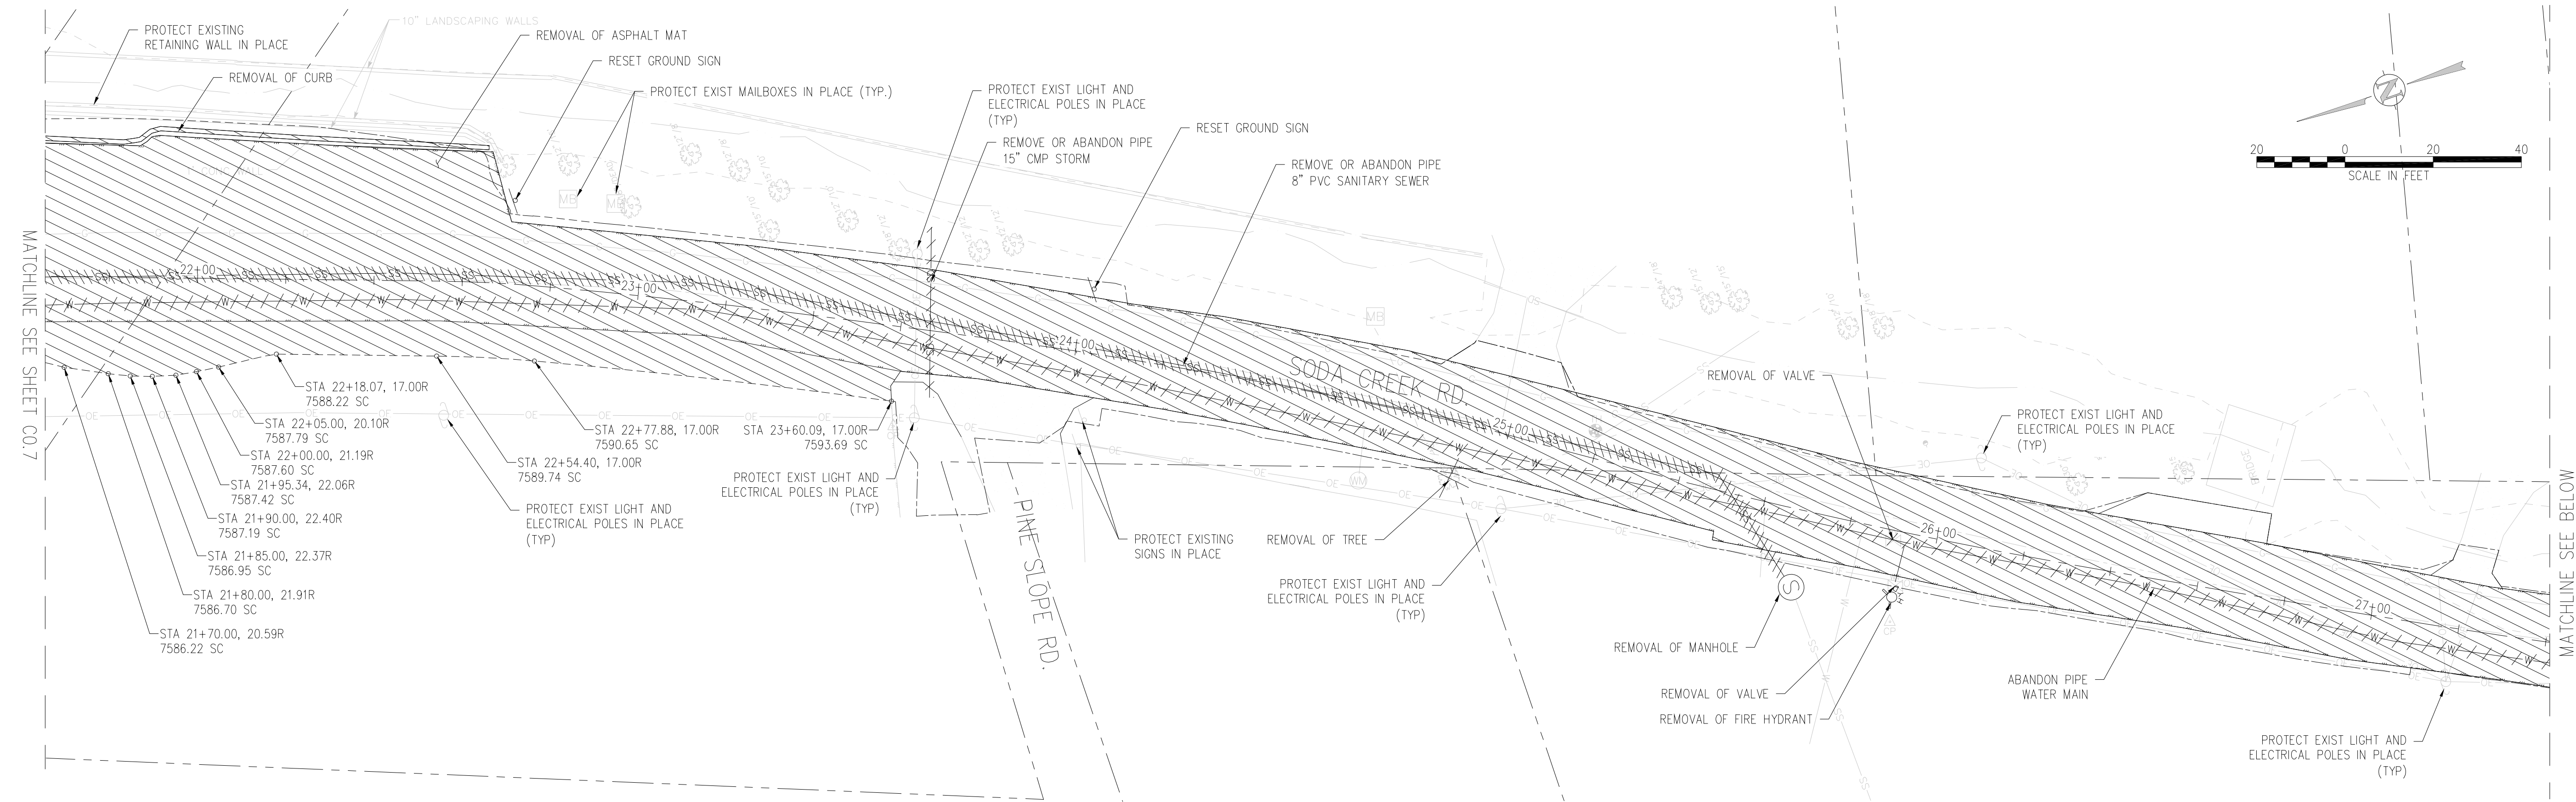 PROTECT EXISTING
RETAINING WALL IN PLACE
10" LANDSCAPING WALLS
REMOVAL OF CURB
REMOVAL OF ASPHALT MAT
RESET GROUND SIGN
PROTECT EXIST MAILBOXES IN PLACE (TYP.)
PROTECT EXIST LIGHT AND
ELECTRICAL POLES IN PLACE
(TYP)
REMOVE OR ABANDON PIPE
15" CMP STORM
RESET GROUND SIGN
REMOVE OR ABANDON PIPE
8" PVC SANITARY SEWER
20 0 20 40
SCALE IN FEET
N
MATCHLINE SEE SHEET CO.7
1' CONC WALL
MB
MB
MB
22+00
23+00
24+00
25+00
26+00
27+00
SODA CREEK RD.
PINE SLOPE RD.
STA 22+18.07, 17.00R
7588.22 SC
STA 22+05.00, 20.10R
7587.79 SC
STA 22+00.00, 21.19R
7587.60 SC
STA 21+95.34, 22.06R
7587.42 SC
STA 21+90.00, 22.40R
7587.19 SC
STA 21+85.00, 22.37R
7586.95 SC
STA 21+80.00, 21.91R
7586.70 SC
STA 21+70.00, 20.59R
7586.22 SC
STA 22+54.40, 17.00R
7589.74 SC
STA 22+77.88, 17.00R
7590.65 SC
STA 23+60.09, 17.00R
7593.69 SC
PROTECT EXIST LIGHT AND
ELECTRICAL POLES IN PLACE
(TYP)
PROTECT EXIST LIGHT AND
ELECTRICAL POLES IN PLACE
(TYP)
PROTECT EXISTING
SIGNS IN PLACE
REMOVAL OF TREE
WM
PROTECT EXIST LIGHT AND
ELECTRICAL POLES IN PLACE
(TYP)
REMOVAL OF VALVE
PROTECT EXIST LIGHT AND
ELECTRICAL POLES IN PLACE
(TYP)
BRIDGE
S
REMOVAL OF MANHOLE
REMOVAL OF VALVE
REMOVAL OF FIRE HYDRANT
CP
ABANDON PIPE
WATER MAIN
PROTECT EXIST LIGHT AND
ELECTRICAL POLES IN PLACE
(TYP)
MATCHLINE SEE BELOW